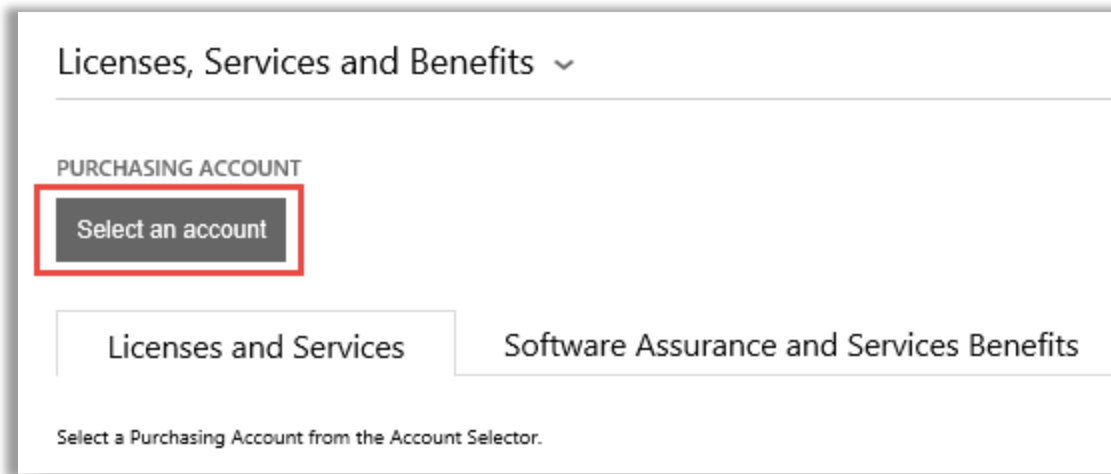 Licenses, Services and Benefits
PURCHASING ACCOUNT
Select an account
Licenses and Services
Software Assurance and Services Benefits
Select a Purchasing Account from the Account Selector.